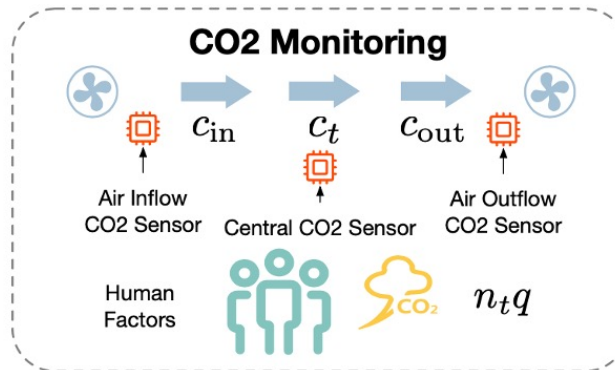 CO2 Monitoring
c_in c_t c_out
Air Inflow
CO2 Sensor
Central CO2 Sensor
Air Outflow
CO2 Sensor
Human
Factors
CO₂
n_t q